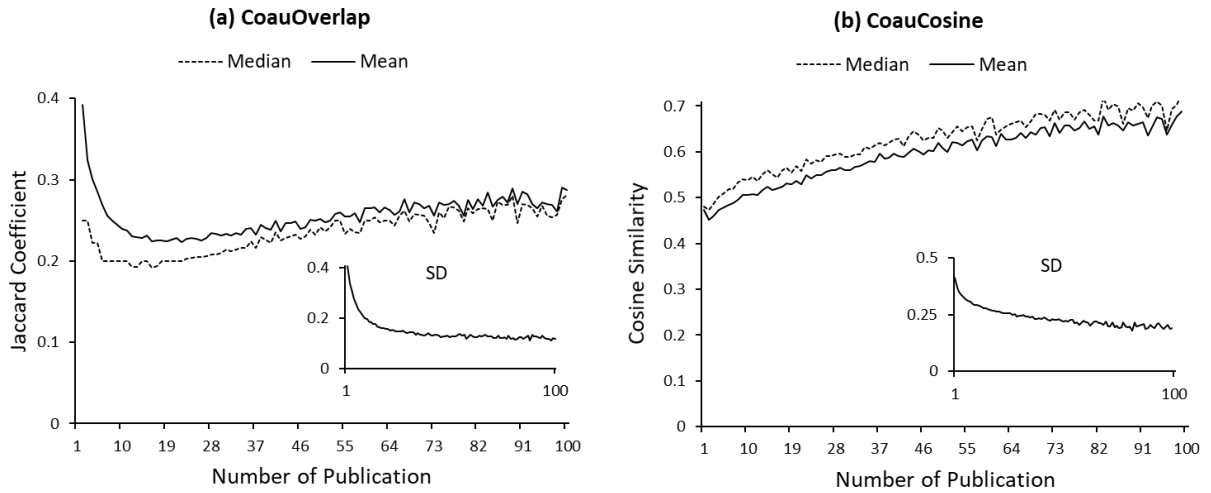 (a) CoauOverlap
Median Mean
0.4
0.3
0.2
0.1
0
Jaccard Coefficient
1 10 19 28 37 46 55 64 73 82 91 100
Number of Publication
SD
0.4
0.2
0
1 100
(b) CoauCosine
Median Mean
0.7
0.6
0.5
0.4
0.3
0.2
0.1
0
Cosine Similarity
1 10 19 28 37 46 55 64 73 82 91 100
Number of Publication
SD
0.5
0.25
0
1 100